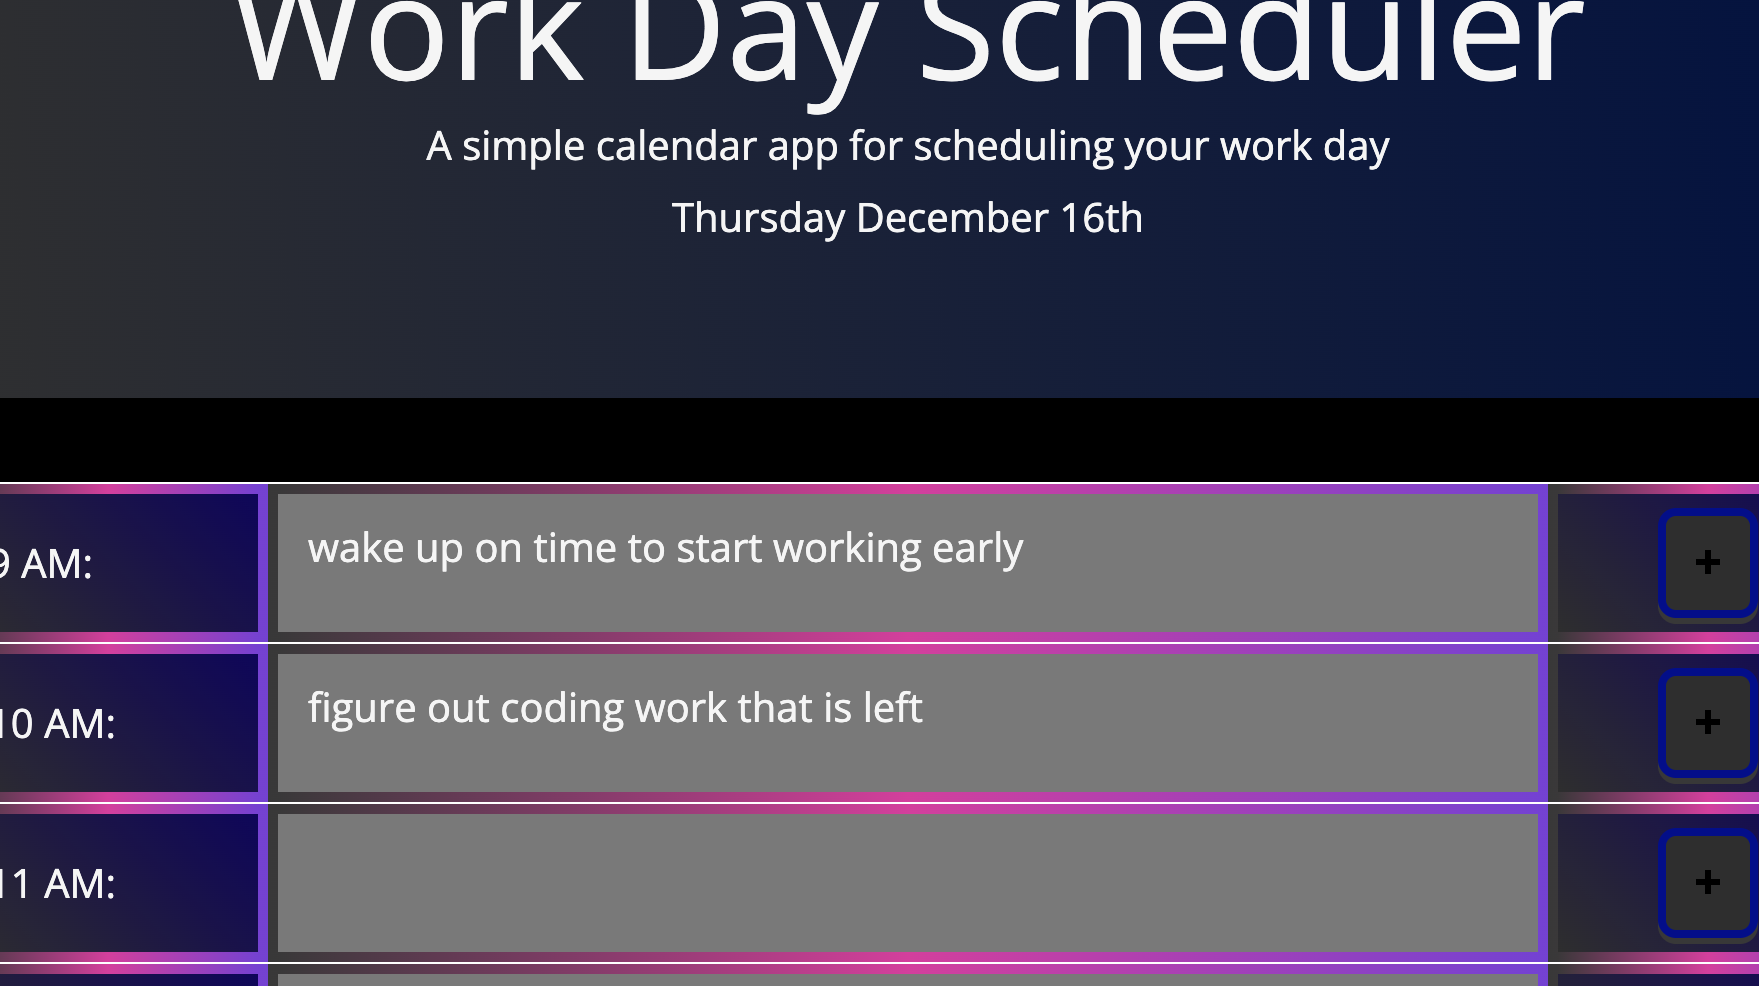 Work Day Scheduler
A simple calendar app for scheduling your work day
Thursday December 16th
9 AM:
wake up on time to start working early
+
10 AM:
figure out coding work that is left
+
11 AM:
+